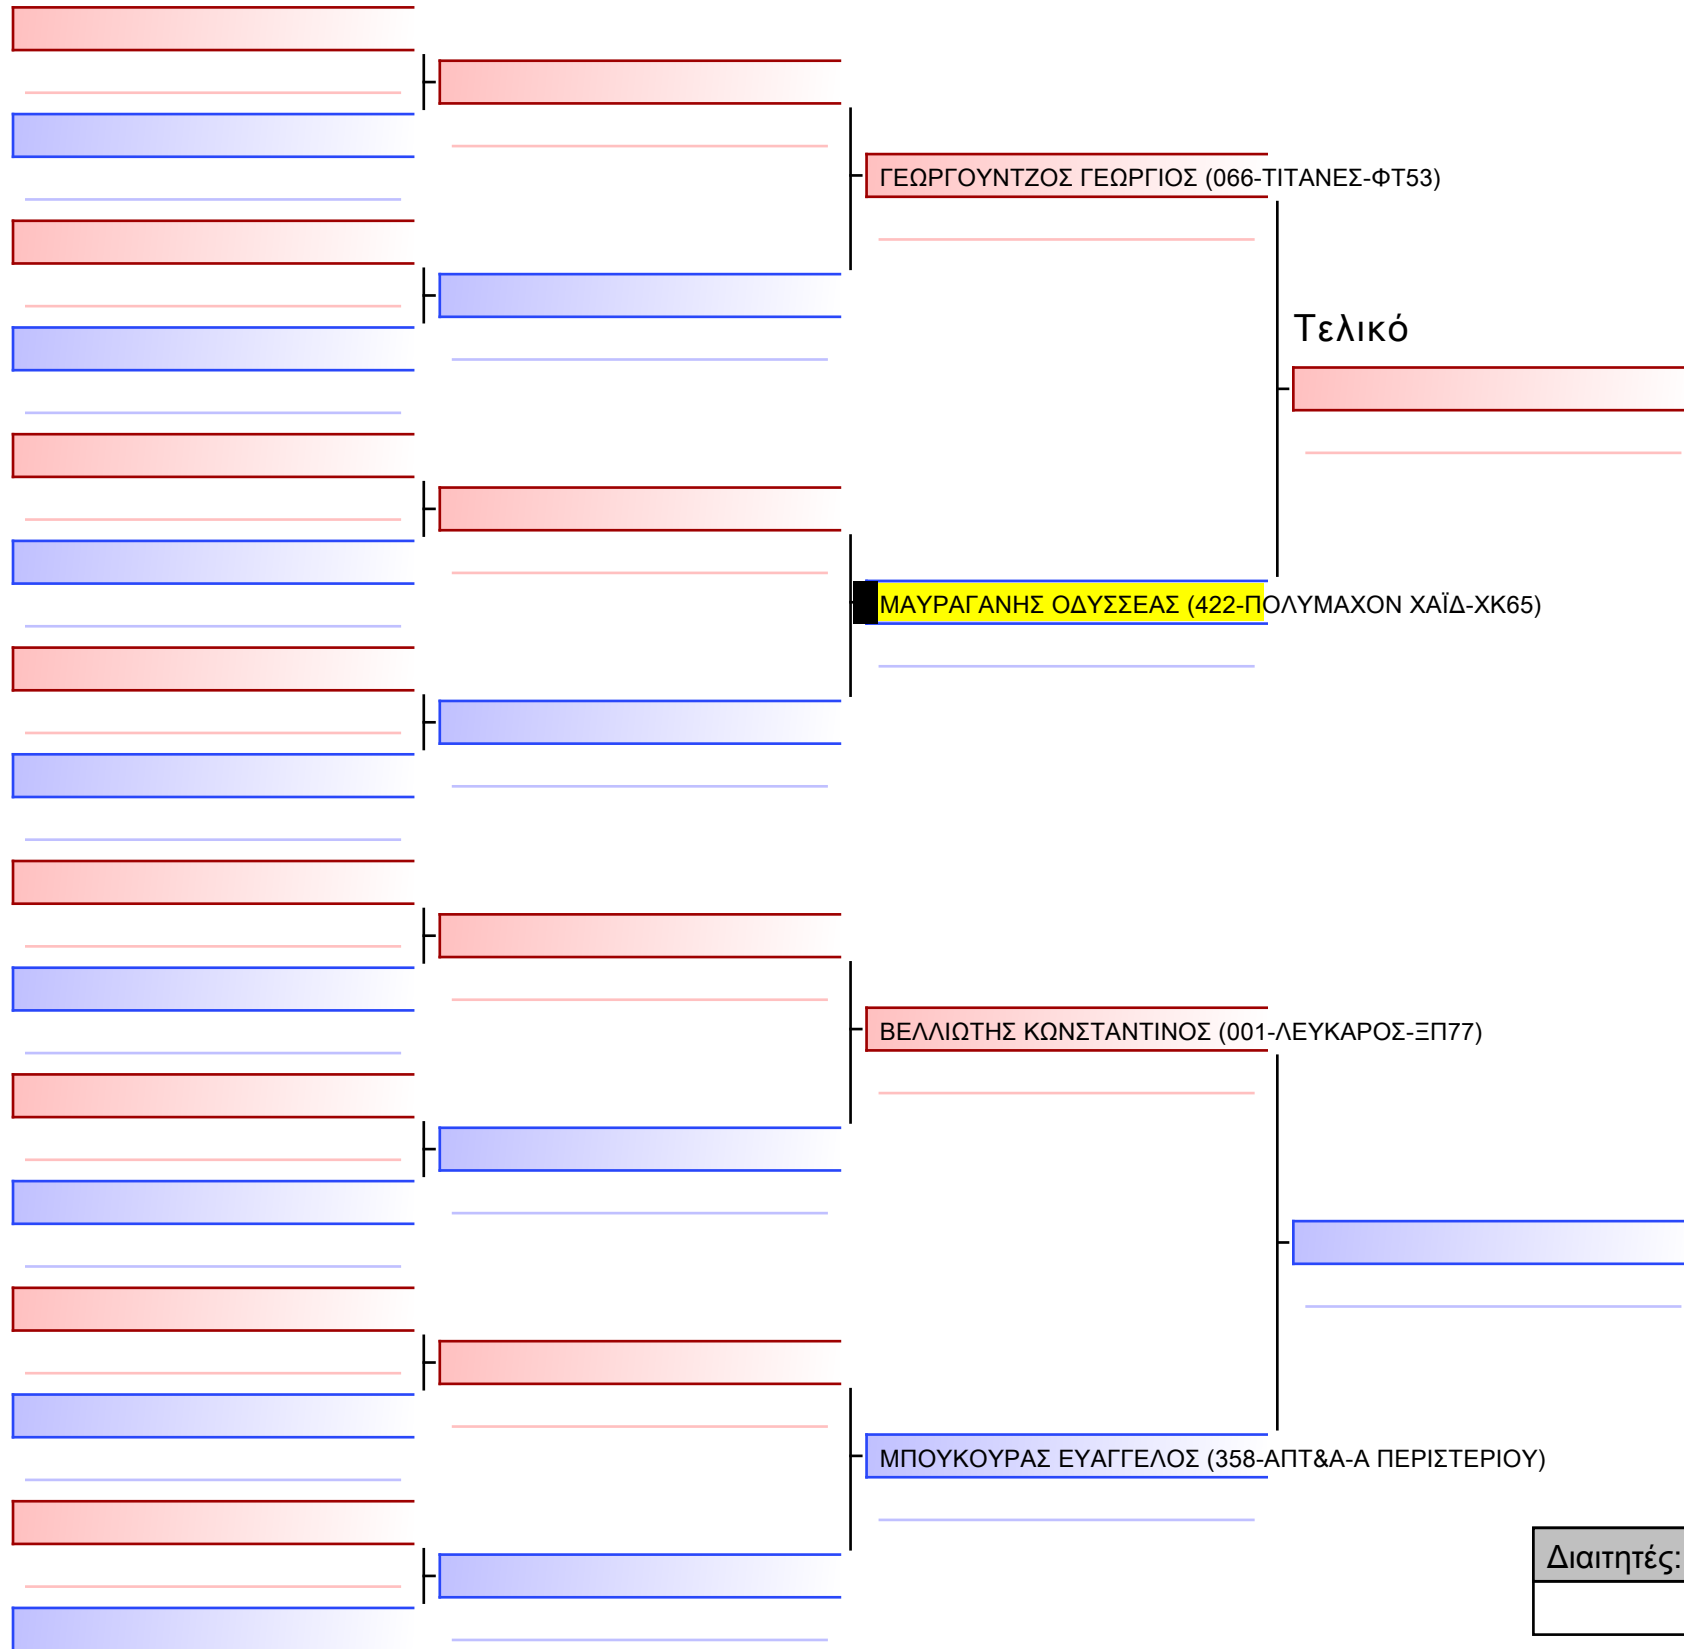 ΓΕΩΡΓΟΥΝΤΖΟΣ ΓΕΩΡΓΙΟΣ (066-ΤΙΤΑΝΕΣ-ΦΤ53)
Τελικό
ΜΑΥΡΑΓΑΝΗΣ ΟΔΥΣΣΕΑΣ (422-ΠΟΛΥΜΑΧΟΝ ΧΑΪΔ-ΧΚ65)
ΒΕΛΛΙΩΤΗΣ ΚΩΝΣΤΑΝΤΙΝΟΣ (001-ΛΕΥΚΑΡΟΣ-ΞΠ77)
ΜΠΟΥΚΟΥΡΑΣ ΕΥΑΓΓΕΛΟΣ (358-ΑΠΤ&Α-Α ΠΕΡΙΣΤΕΡΙΟΥ)
Διαιτητές: